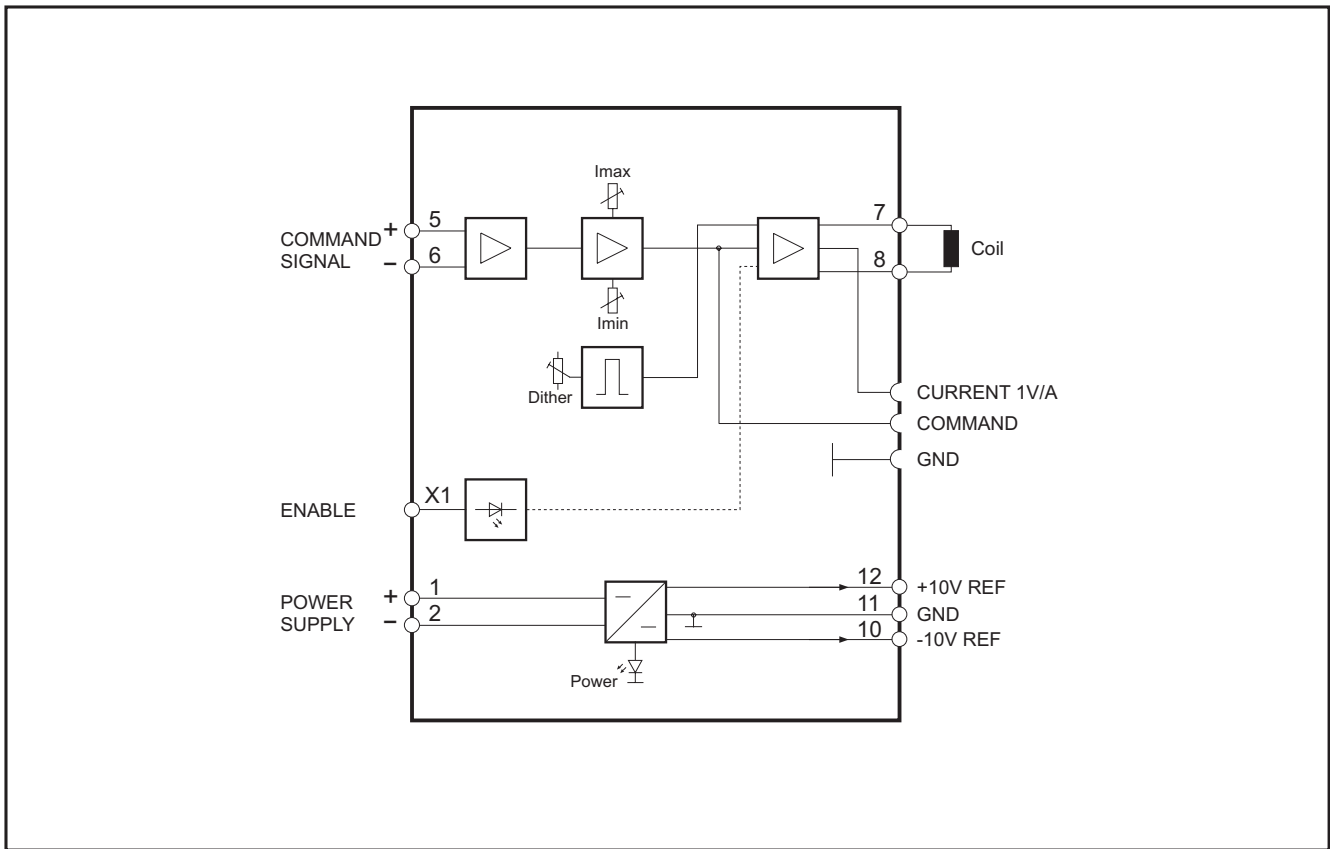 Imax
COMMAND
SIGNAL
+
−
5
6
7
8
Coil
Imin
Dither
CURRENT 1V/A
COMMAND
GND
ENABLE
X1
POWER
SUPPLY
+
−
1
2
12
11
10
+10V REF
GND
-10V REF
Power